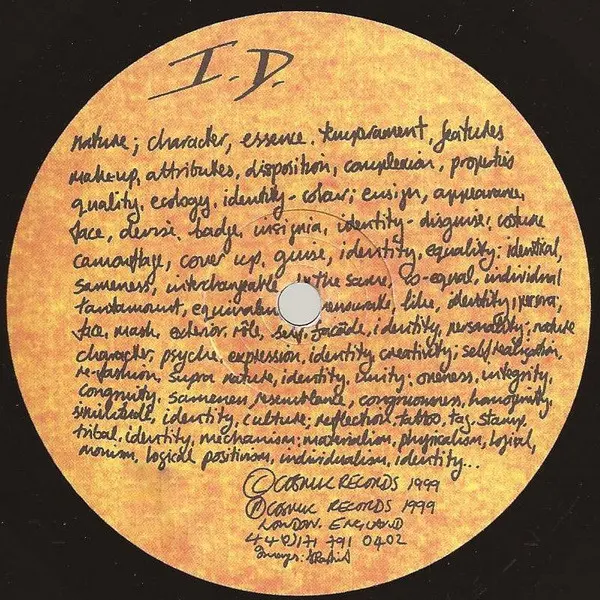 I.D.
nature; character, essence. temperament, features
makeup, attributes, disposition, complexion, properties
quality, ecology, identity - colour; ensign, appearance,
face, devise. badge, insignia, identity - disguise; costume
camouflage, cover up, guise, identity, equality; identical,
sameness, interchangeable in the same, co-equal, individual
tantamount, equivalent like, identity; persona,
face, mask, exterior, rôle, self, facade, identity, personality; nature
character, psyche, expression, identity, creativity; self realisation,
re-fashion, supra nature, identity, unity: oneness, integrity,
congruity. sameness, resemblance, congruousness, homogeneity,
similitude, identity, culture; reflection, tattoo, tag, stamp.
tribal, identity, mechanism; materialism, physicalism, logical,
monism, logical positivism, individualism, identity...
Ⓒ COSMIC RECORDS 1999
Ⓟ COSMIC RECORDS 1999
LONDON. ENGLAND
44 (0)171 791 0402
Images: